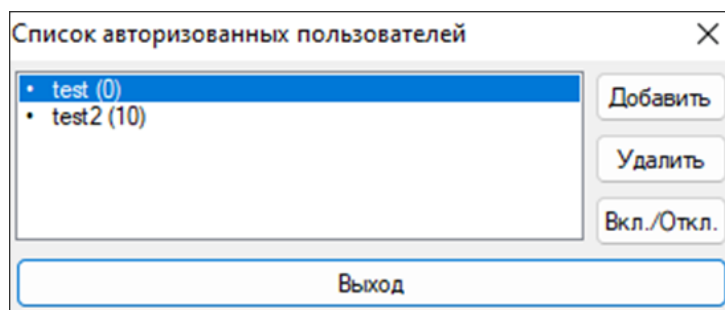 Список авторизованных пользователей
• test (0)
• test2 (10)
Добавить
Удалить
Вкл./Откл.
Выход